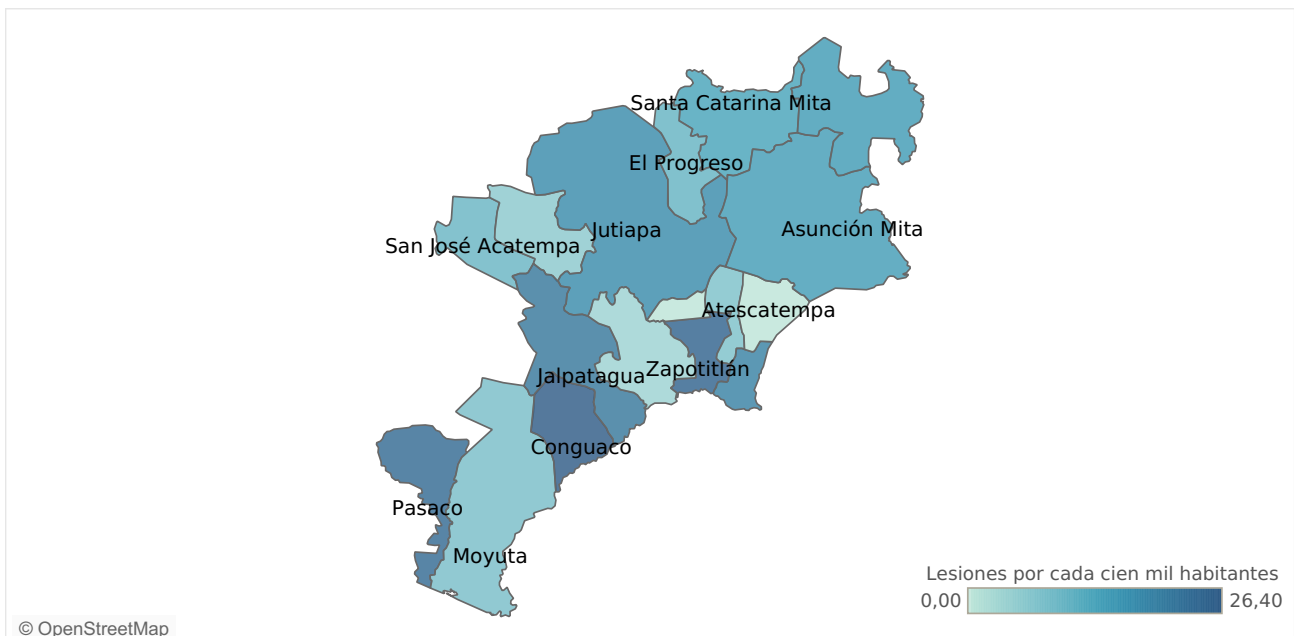 Santa Catarina Mita
El Progreso
Jutiapa
Asunción Mita
San José Acatempa
Atescatempa
Zapotitlán
Jalpatagua
Conguaco
Pasaco
Moyuta
Lesiones por cada cien mil habitantes
0,00 26,40
© OpenStreetMap